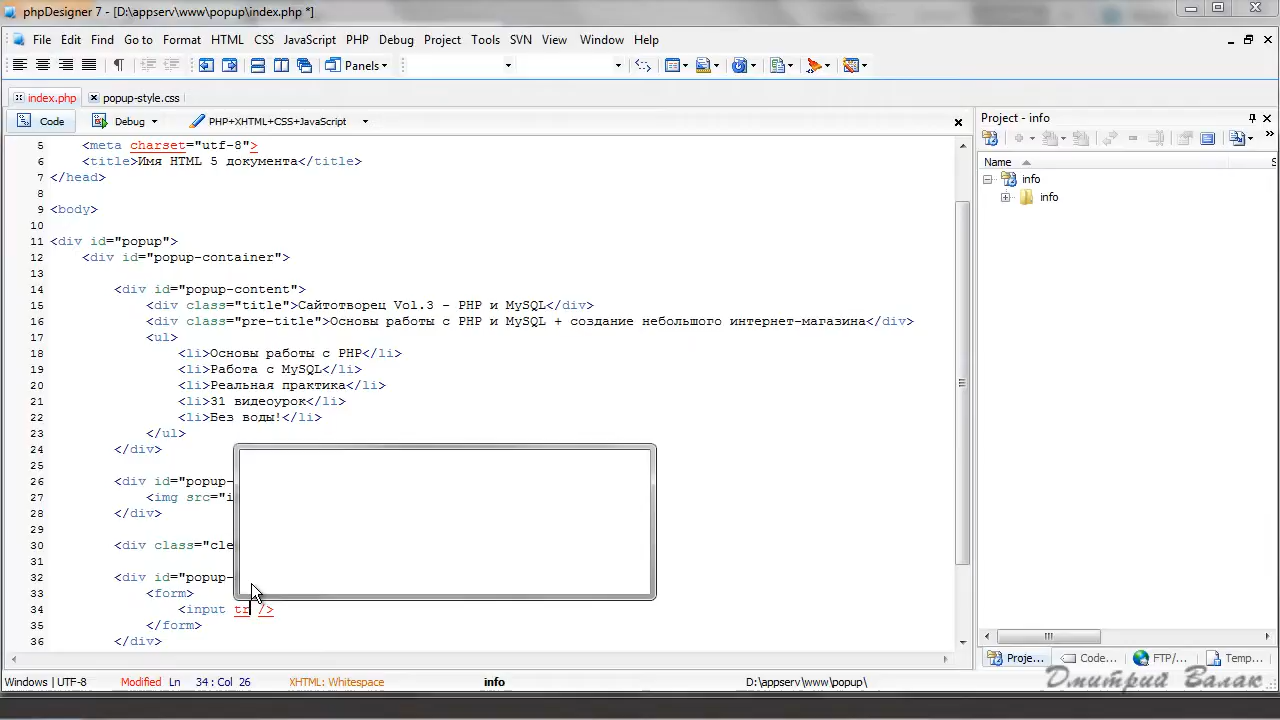 phpDesigner 7 - [D:\appserv\www\popup\index.php *]
File Edit Find Go to Format HTML CSS JavaScript PHP Debug Project Tools SVN View Window Help
Panels
index.php popup-style.css
Code Debug PHP+XHTML+CSS+JavaScript
Project - info
Name
info
info
5 <meta charset="utf-8">
6 <title>Имя HTML 5 документа</title>
7 </head>
8
9 <body>
10
11 <div id="popup">
12 <div id="popup-container">
13
14 <div id="popup-content">
15 <div class="title">Сайтотворец Vol.3 - PHP и MySQL</div>
16 <div class="pre-title">Основы работы с PHP и MySQL + создание небольшого интернет-магазина</div>
17 <ul>
18 <li>Основы работы с PHP</li>
19 <li>Работа с MySQL</li>
20 <li>Реальная практика</li>
21 <li>31 видеоурок</li>
22 <li>Без воды!</li>
23 </ul>
24 </div>
25
26 <div id="popup-
27 <img src="i
28 </div>
29
30 <div class="cle
31
32 <div id="popup-
33 <form>
34 <input tr />
35 </form>
36 </div>
Proje... Code... FTP/... Temp...
Windows | UTF-8 Modified Ln 34 : Col 26 XHTML: Whitespace info D:\appserv\www\popup\
Дмитрий Валак